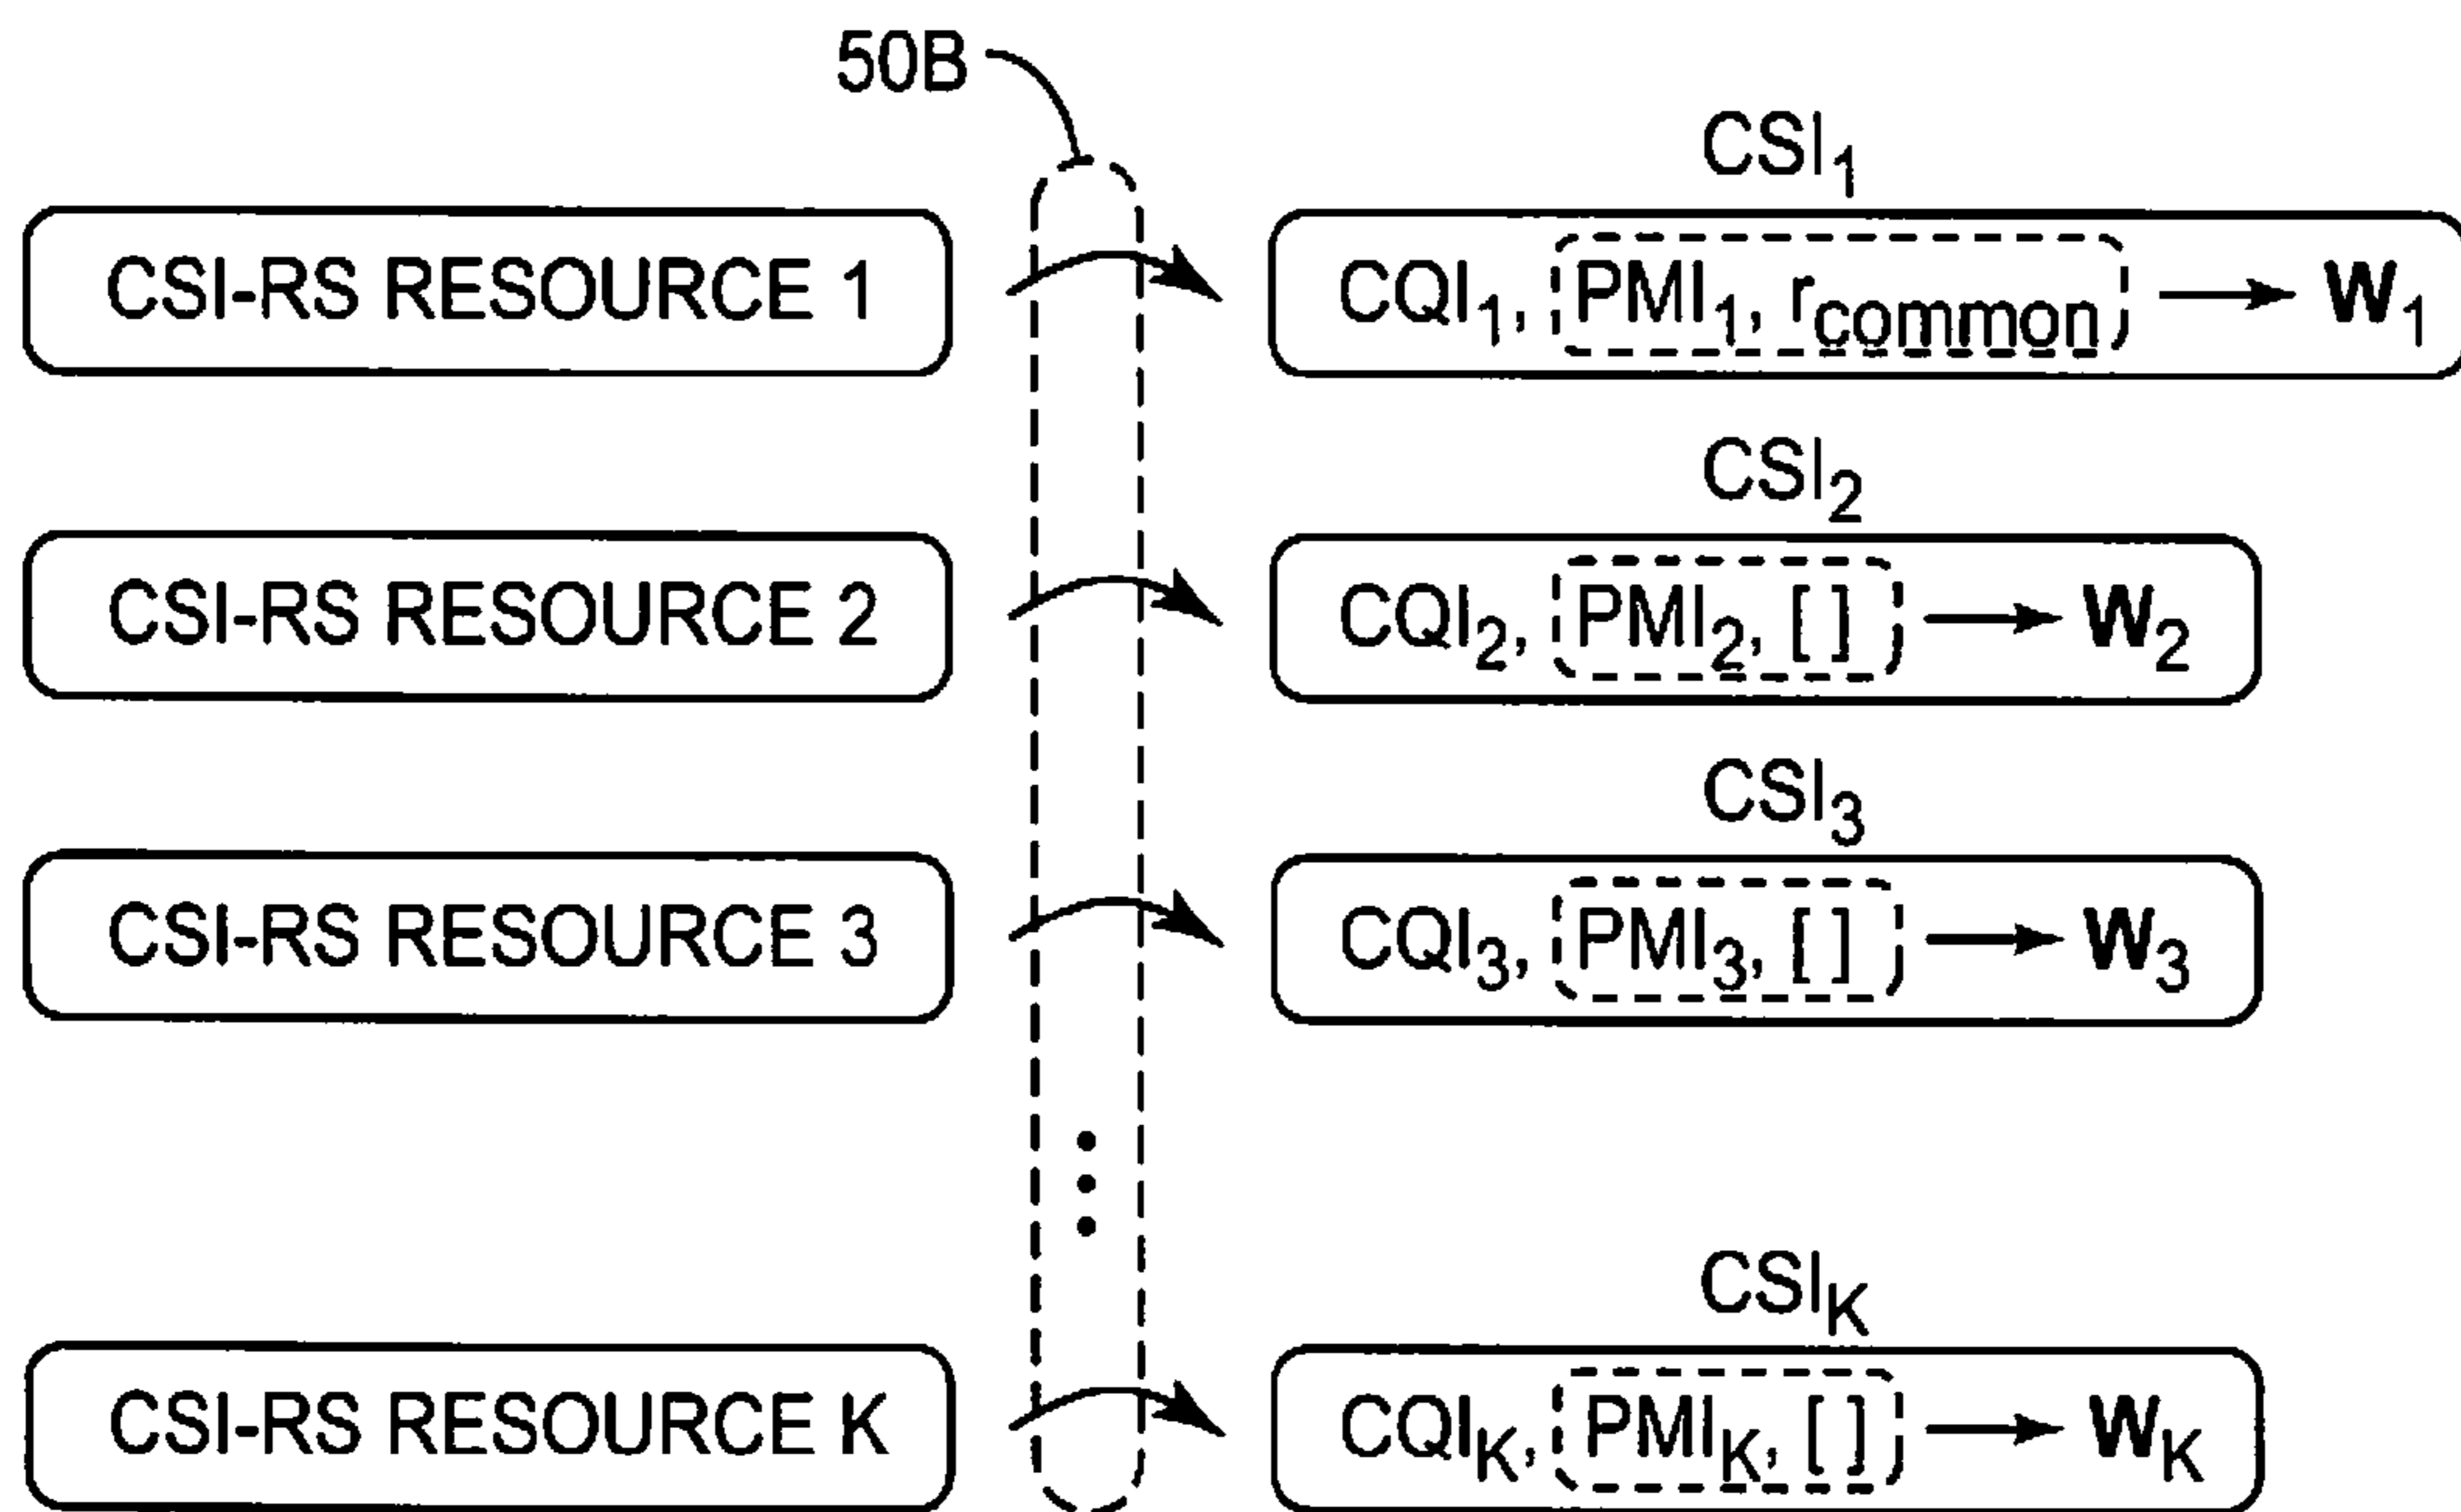 50B
CSI1
CSI-RS RESOURCE 1
CQI1, PMI1, rcommon → W1
CSI2
CSI-RS RESOURCE 2
CQI2, PMI2, [ ] → W2
CSI3
CSI-RS RESOURCE 3
CQI3, PMI3, [ ] → W3
CSIK
CSI-RS RESOURCE K
CQIK, PMIK, [ ] → WK